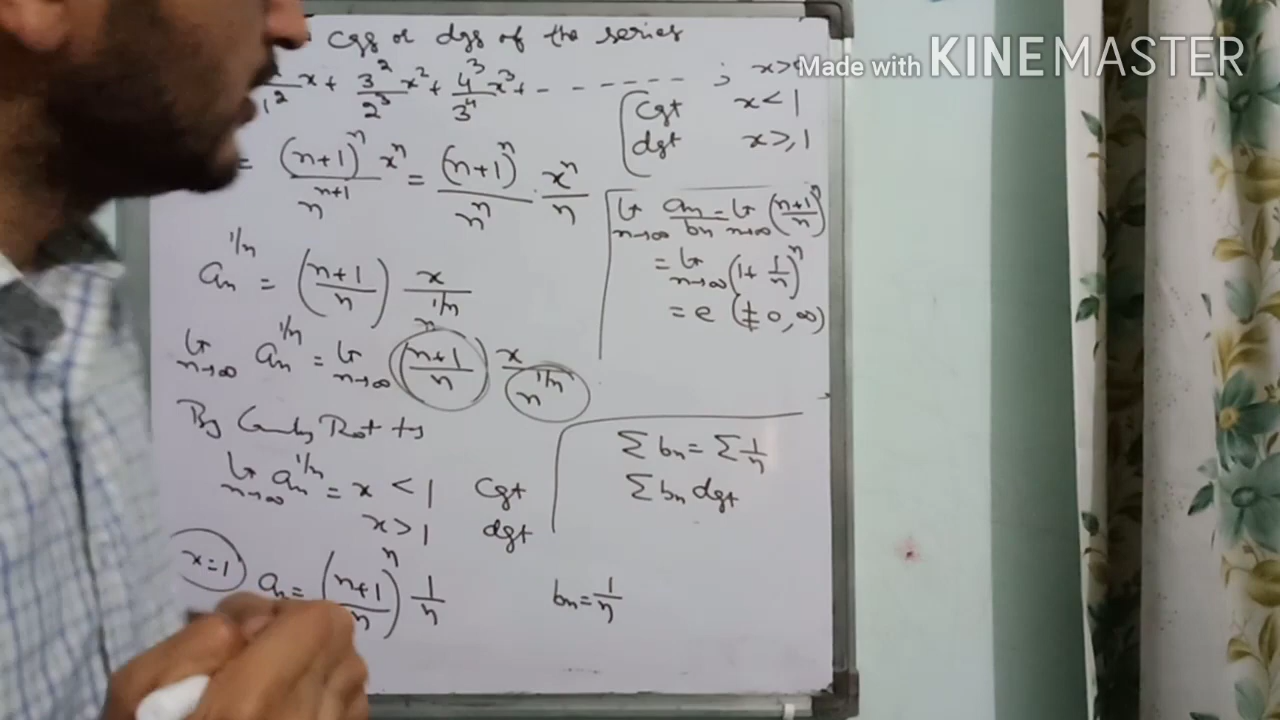 cgs or dgs of the series
/1² x + 3²/2³ x² + 4³/3⁴ x³ + - - - - - - - ; x>
= (n+1)ⁿ/nⁿ⁺¹ xⁿ = (n+1)ⁿ/nⁿ . xⁿ/n
aₙ^1/n = (n+1/n) x/n^1/n
Lt n→∞ aₙ^1/n = Lt n→∞ (n+1/n) x/n^1/n
By Cauchy Root
Lt n→∞ aₙ^1/n = x < 1 cgt
x > 1 dgt
x=1 aₙ = (n+1/n)ⁿ 1/n bₙ = 1/n
cgt x < 1
dgt x ≥ 1
Lt n→∞ aₙ/bₙ = Lt n→∞ (n+1/n)ⁿ
= Lt n→∞ (1+ 1/n)ⁿ
= e (≠ 0, ∞)
Σ bₙ = Σ 1/n
Σ bₙ dgt
Made with KINEMASTER